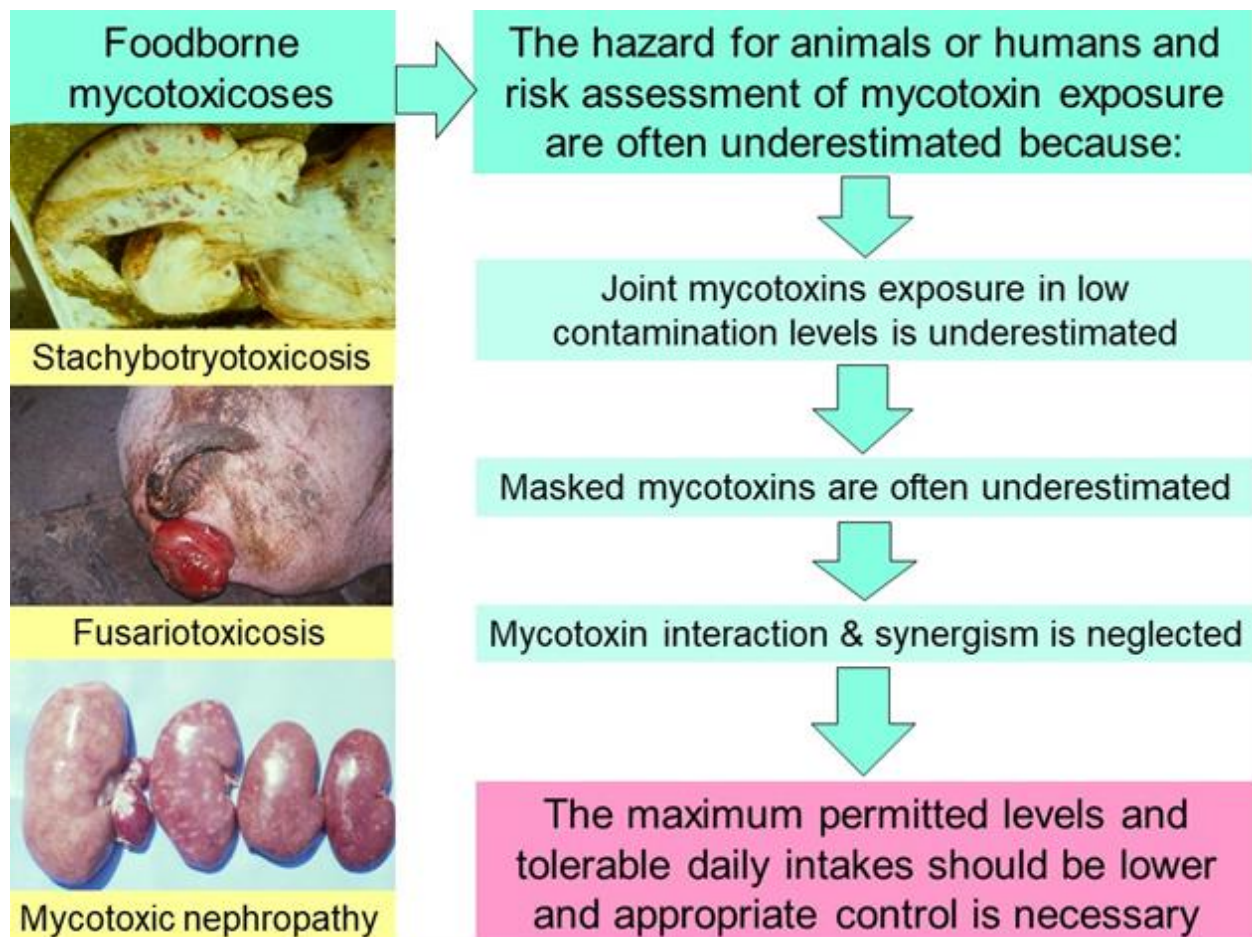 Foodborne
mycotoxicoses
Stachybotryotoxicosis
Fusariotoxicosis
Mycotoxic nephropathy
The hazard for animals or humans and
risk assessment of mycotoxin exposure
are often underestimated because:
Joint mycotoxins exposure in low
contamination levels is underestimated
Masked mycotoxins are often underestimated
Mycotoxin interaction & synergism is neglected
The maximum permitted levels and
tolerable daily intakes should be lower
and appropriate control is necessary